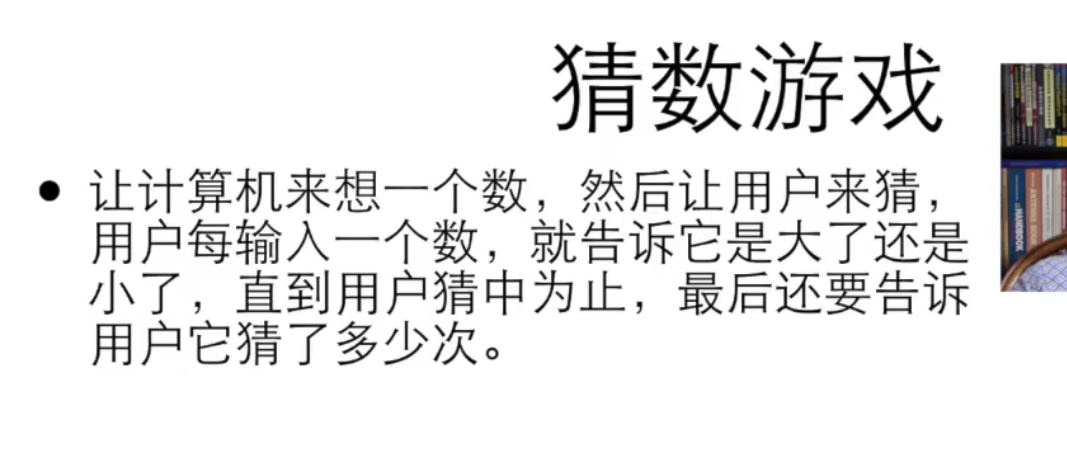 猜数游戏
• 让计算机来想一个数，然后让用户来猜，
用户每输入一个数，就告诉它是大了还是
小了，直到用户猜中为止，最后还要告诉
用户它猜了多少次。
HANDBOOK